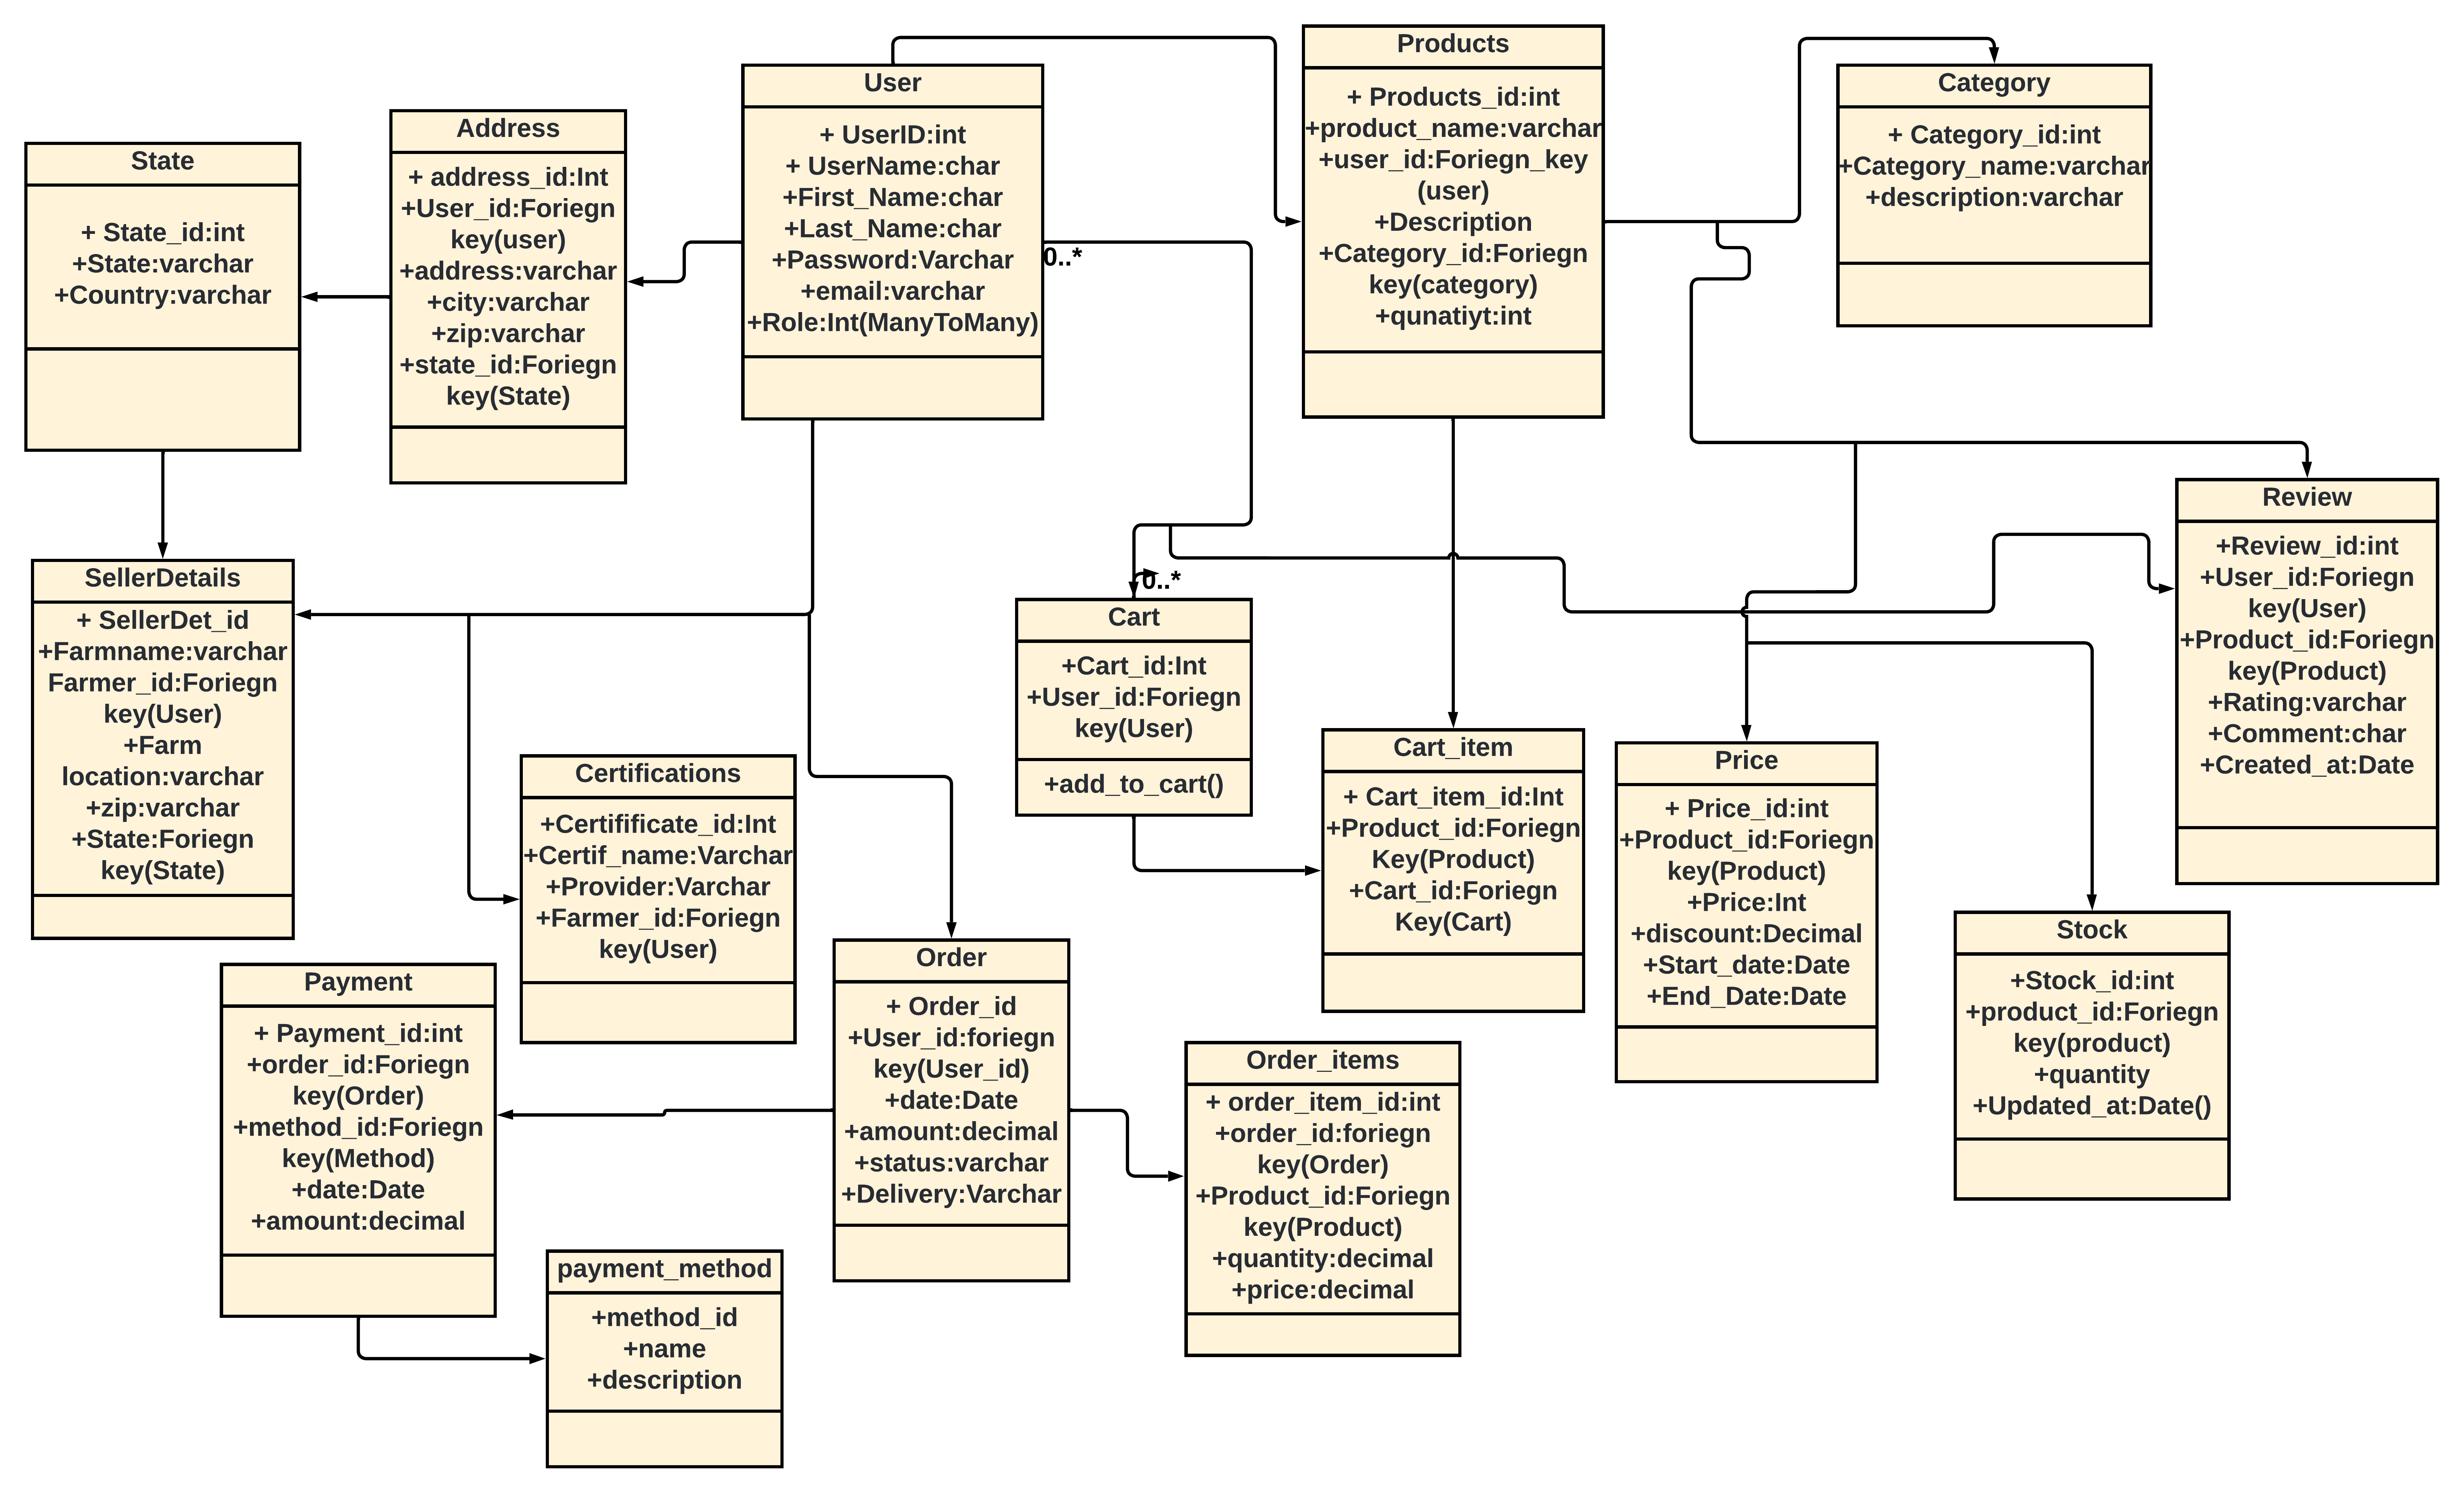 State
+ State_id:int
+State:varchar
+Country:varchar
Address
+ address_id:Int
+User_id:Foriegn
key(user)
+address:varchar
+city:varchar
+zip:varchar
+state_id:Foriegn
key(State)
User
+ UserID:int
+ UserName:char
+First_Name:char
+Last_Name:char
+Password:Varchar
+email:varchar
+Role:Int(ManyToMany)
0..*
Products
+ Products_id:int
+product_name:varchar
+user_id:Foriegn_key
(user)
+Description
+Category_id:Foriegn
key(category)
+qunatiyt:int
Category
+ Category_id:int
+Category_name:varchar
+description:varchar
SellerDetails
+ SellerDet_id
+Farmname:varchar
Farmer_id:Foriegn
key(User)
+Farm
location:varchar
+zip:varchar
+State:Foriegn
key(State)
Certifications
+Certifificate_id:Int
+Certif_name:Varchar
+Provider:Varchar
+Farmer_id:Foriegn
key(User)
0..*
Cart
+Cart_id:Int
+User_id:Foriegn
key(User)
+add_to_cart()
Cart_item
+ Cart_item_id:Int
+Product_id:Foriegn
Key(Product)
+Cart_id:Foriegn
Key(Cart)
Price
+ Price_id:int
+Product_id:Foriegn
key(Product)
+Price:Int
+discount:Decimal
+Start_date:Date
+End_Date:Date
Review
+Review_id:int
+User_id:Foriegn
key(User)
+Product_id:Foriegn
key(Product)
+Rating:varchar
+Comment:char
+Created_at:Date
Stock
+Stock_id:int
+product_id:Foriegn
key(product)
+quantity
+Updated_at:Date()
Payment
+ Payment_id:int
+order_id:Foriegn
key(Order)
+method_id:Foriegn
key(Method)
+date:Date
+amount:decimal
Order
+ Order_id
+User_id:foriegn
key(User_id)
+date:Date
+amount:decimal
+status:varchar
+Delivery:Varchar
Order_items
+ order_item_id:int
+order_id:foriegn
key(Order)
+Product_id:Foriegn
key(Product)
+quantity:decimal
+price:decimal
payment_method
+method_id
+name
+description